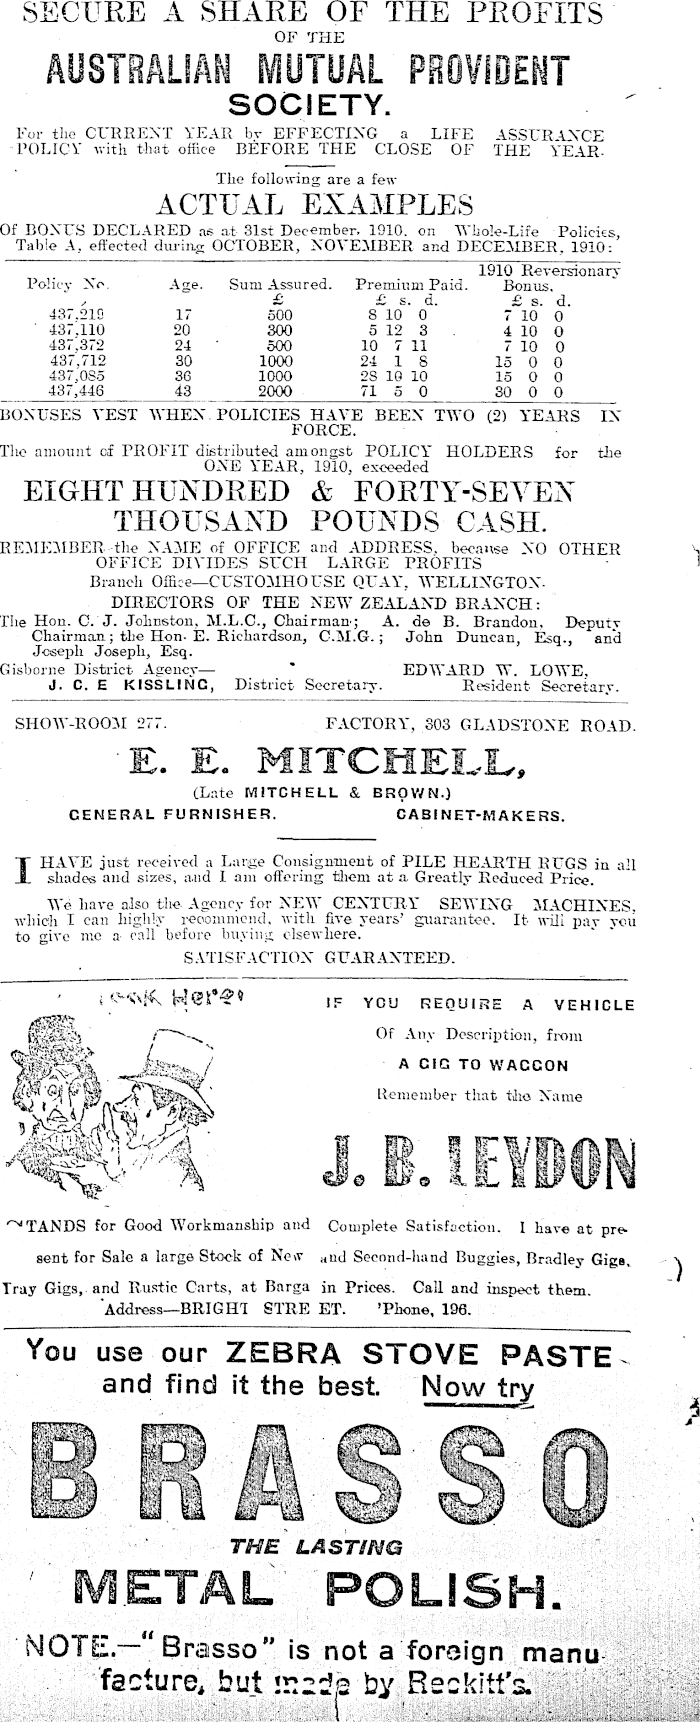 SECURE A SHARE OF THE PROFITS
OF THE
AUSTRALIAN MUTUAL PROVIDENT
SOCIETY.
For the CURRENT YEAR by EFFECTING a LIFE ASSURANCE
POLICY with that office BEFORE THE CLOSE OF THE YEAR.
The following are a few
ACTUAL EXAMPLES
Of BONUS DECLARED as at 31st December, 1910, on Whole-Life Policies,
Table A, effected during OCTOBER, NOVEMBER and DECEMBER, 1910:
1910 Reversionary
Policy No. Age. Sum Assured. Premium Paid. Bonus.
£ £ s. d. £ s. d.
437,219 17 500 8 10 0 7 10 0
437,110 20 300 5 12 3 4 10 0
437,372 24 500 10 7 11 7 10 0
437,712 30 1000 24 1 8 15 0 0
437,085 36 1000 28 10 10 15 0 0
437,446 43 2000 71 5 0 30 0 0
BONUSES VEST WHEN POLICIES HAVE BEEN TWO (2) YEARS IN
FORCE.
The amount of PROFIT distributed amongst POLICY HOLDERS for the
ONE YEAR, 1910, exceeded
EIGHT HUNDRED & FORTY-SEVEN
THOUSAND POUNDS CASH.
REMEMBER the NAME of OFFICE and ADDRESS, because NO OTHER
OFFICE DIVIDES SUCH LARGE PROFITS
Branch Office—CUSTOMHOUSE QUAY, WELLINGTON.
DIRECTORS OF THE NEW ZEALAND BRANCH:
The Hon. C. J. Johnston, M.L.C., Chairman; A. de B. Brandon, Deputy
Chairman; the Hon. E. Richardson, C.M.G.; John Duncan, Esq., and
Joseph Joseph, Esq.
Gisborne District Agency— EDWARD W. LOWE,
J. C. E KISSLING, District Secretary. Resident Secretary.
SHOW-ROOM 277. FACTORY, 303 GLADSTONE ROAD.
E. E. MITCHELL,
(Late MITCHELL & BROWN.)
GENERAL FURNISHER. CABINET-MAKERS.
I HAVE just received a Large Consignment of PILE HEARTH RUGS in all
shades and sizes, and I am offering them at a Greatly Reduced Price.
We have also the Agency for NEW CENTURY SEWING MACHINES,
which I can highly recommend, with five years' guarantee. It will pay you
to give me a call before buying elsewhere.
SATISFACTION GUARANTEED.
Look Here!
IF YOU REQUIRE A VEHICLE
Of Any Description, from
A GIG TO WAGGON
Remember that the Name
J. B. LEYDON
STANDS for Good Workmanship and Complete Satisfaction. I have at pre-
sent for Sale a large Stock of New and Second-hand Buggies, Bradley Gigs,
Tray Gigs, and Rustic Carts, at Barga in Prices. Call and inspect them.
Address—BRIGHT STRE ET. 'Phone, 196.
You use our ZEBRA STOVE PASTE
and find it the best. Now try
BRASSO
THE LASTING
METAL POLISH.
NOTE.—"Brasso" is not a foreign manu-
facture, but made by Reckitt's.